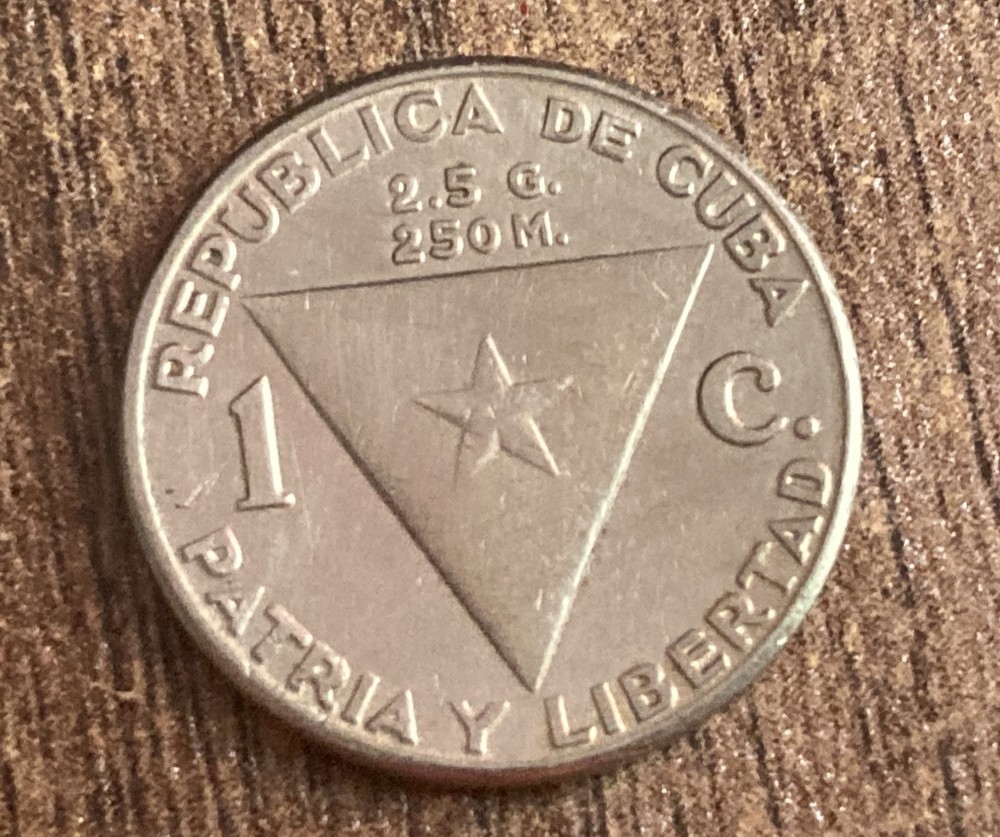 REPUBLICA DE CUBA
2.5 G.
250 M.
1 C.
PATRIA Y LIBERTAD